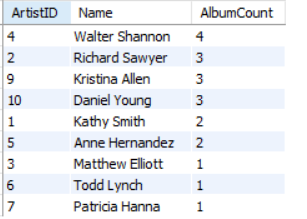 ArtistID Name AlbumCount
4 Walter Shannon 4
2 Richard Sawyer 3
9 Kristina Allen 3
10 Daniel Young 3
1 Kathy Smith 2
5 Anne Hernandez 2
3 Matthew Elliott 1
6 Todd Lynch 1
7 Patricia Hanna 1